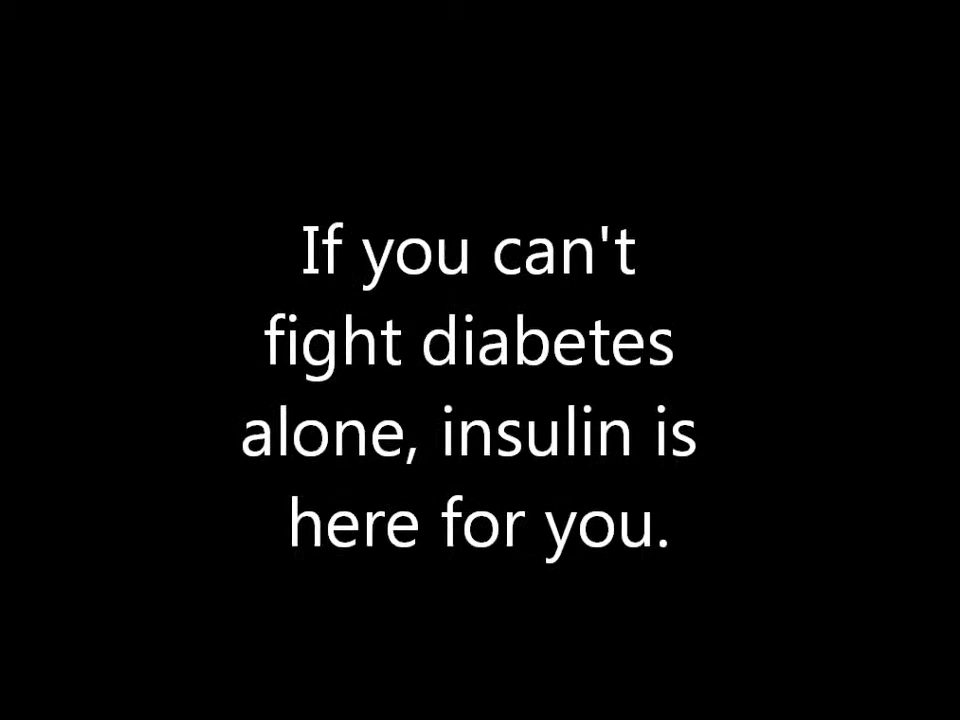 If you can't
fight diabetes
alone, insulin is
here for you.